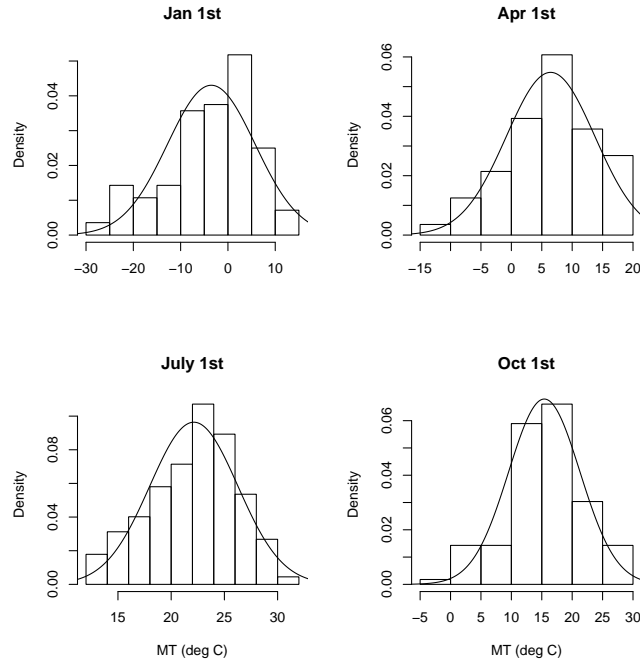 Jan 1st
Density
0.00 0.02 0.04
−30 −20 −10 0 10
Apr 1st
Density
0.00 0.02 0.04 0.06
−15 −5 0 5 10 15 20
July 1st
Density
0.00 0.04 0.08
15 20 25 30
MT (deg C)
Oct 1st
Density
0.00 0.02 0.04 0.06
−5 0 5 10 15 20 25 30
MT (deg C)